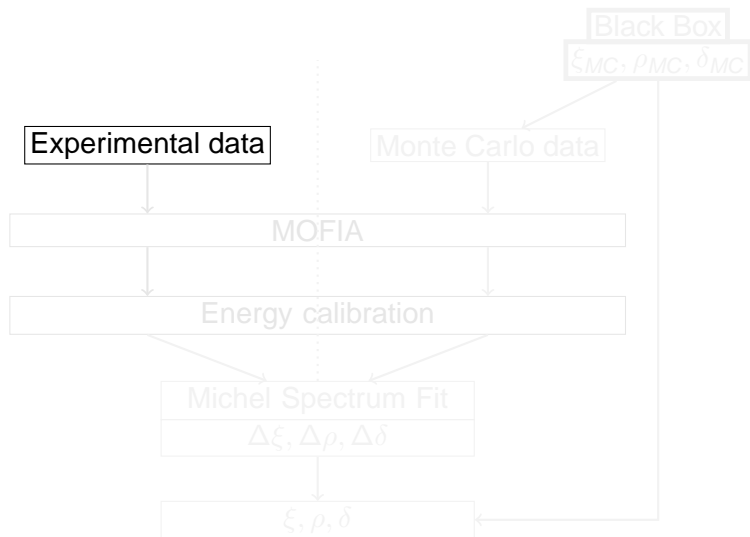 Black Box
ξMC, ρMC, δMC
Experimental data
Monte Carlo data
MOFIA
Energy calibration
Michel Spectrum Fit
Δξ, Δρ, Δδ
ξ, ρ, δ